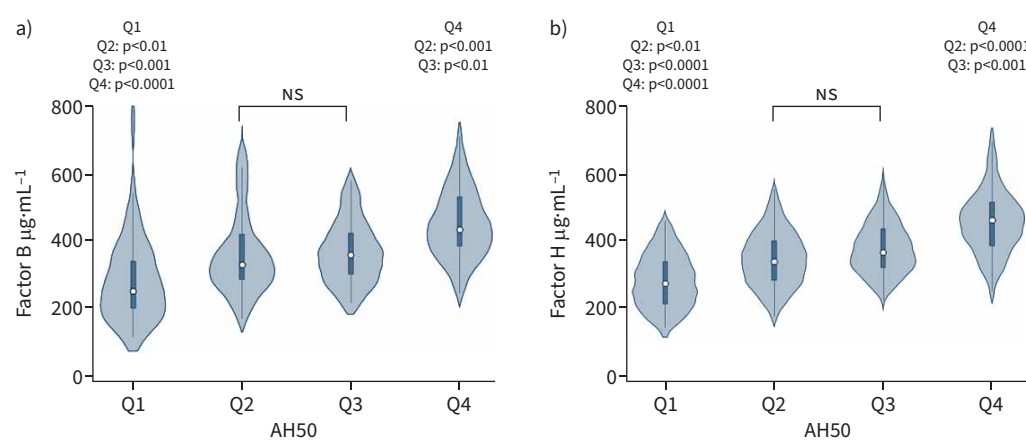 a)
Q1
Q2: p<0.01
Q3: p<0.001
Q4: p<0.0001
Q4
Q2: p<0.001
Q3: p<0.01
NS
800
600
400
200
0
Factor B µg·mL⁻¹
Q1 Q2 Q3 Q4
AH50
b)
Q1
Q2: p<0.01
Q3: p<0.0001
Q4: p<0.0001
Q4
Q2: p<0.0001
Q3: p<0.001
NS
800
600
400
200
0
Factor H µg·mL⁻¹
Q1 Q2 Q3 Q4
AH50